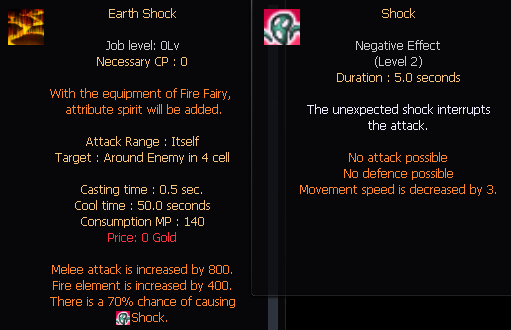 Earth Shock
Job level: 0Lv
Necessary CP : 0
With the equipment of Fire Fairy,
attribute spirit will be added.
Attack Range : Itself
Target : Around Enemy in 4 cell
Casting time : 0.5 sec.
Cool time : 50.0 seconds
Consumption MP : 140
Price: 0 Gold
Melee attack is increased by 800.
Fire element is increased by 400.
There is a 70% chance of causing
Shock.
Shock
Negative Effect
(Level 2)
Duration : 5.0 seconds
The unexpected shock interrupts
the attack.
No attack possible
No defence possible
Movement speed is decreased by 3.